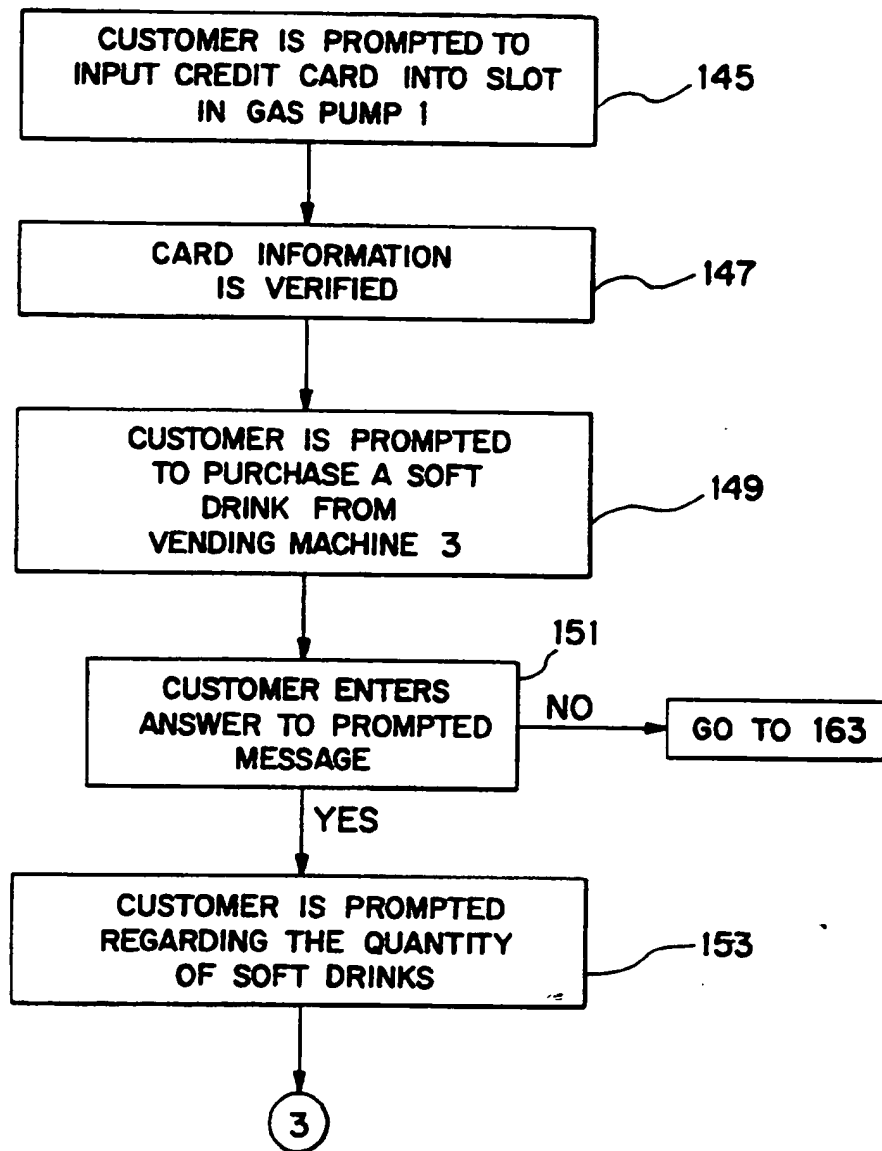 CUSTOMER IS PROMPTED TO
INPUT CREDIT CARD INTO SLOT
IN GAS PUMP 1
145
CARD INFORMATION
IS VERIFIED
147
CUSTOMER IS PROMPTED
TO PURCHASE A SOFT
DRINK FROM
VENDING MACHINE 3
149
151
CUSTOMER ENTERS
ANSWER TO PROMPTED
MESSAGE
NO
GO TO 163
YES
CUSTOMER IS PROMPTED
REGARDING THE QUANTITY
OF SOFT DRINKS
153
3